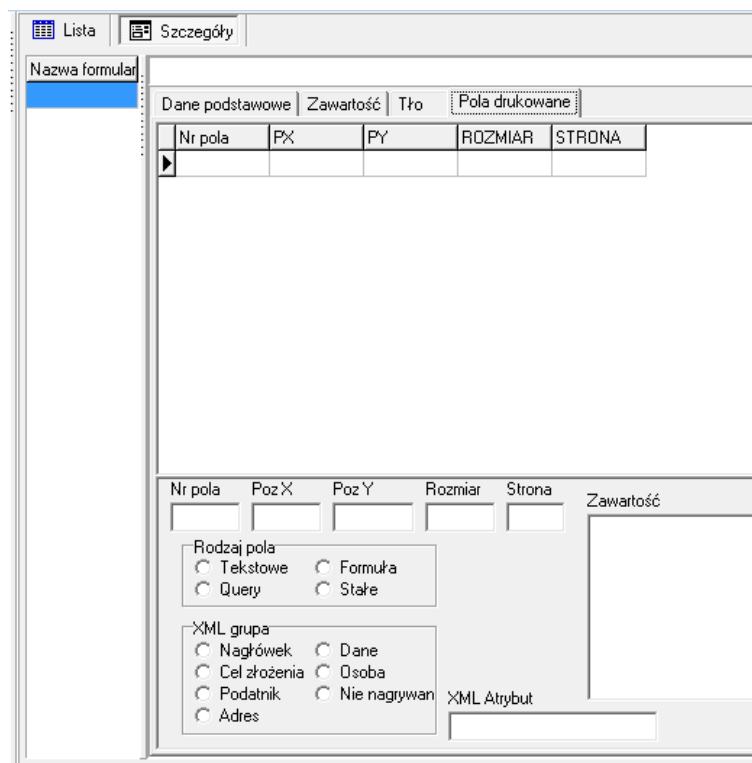 Lista Szczegóły
Nazwa formular
Dane podstawowe Zawartość Tło Pola drukowane
Nr pola PX PY ROZMIAR STRONA
Nr pola Poz X Poz Y Rozmiar Strona Zawartość
Rodzaj pola
Tekstowe Formuła
Query Stałe
XML grupa
Nagłówek Dane
Cel złożenia Osoba
Podatnik Nie nagrywan
Adres
XML Atrybut